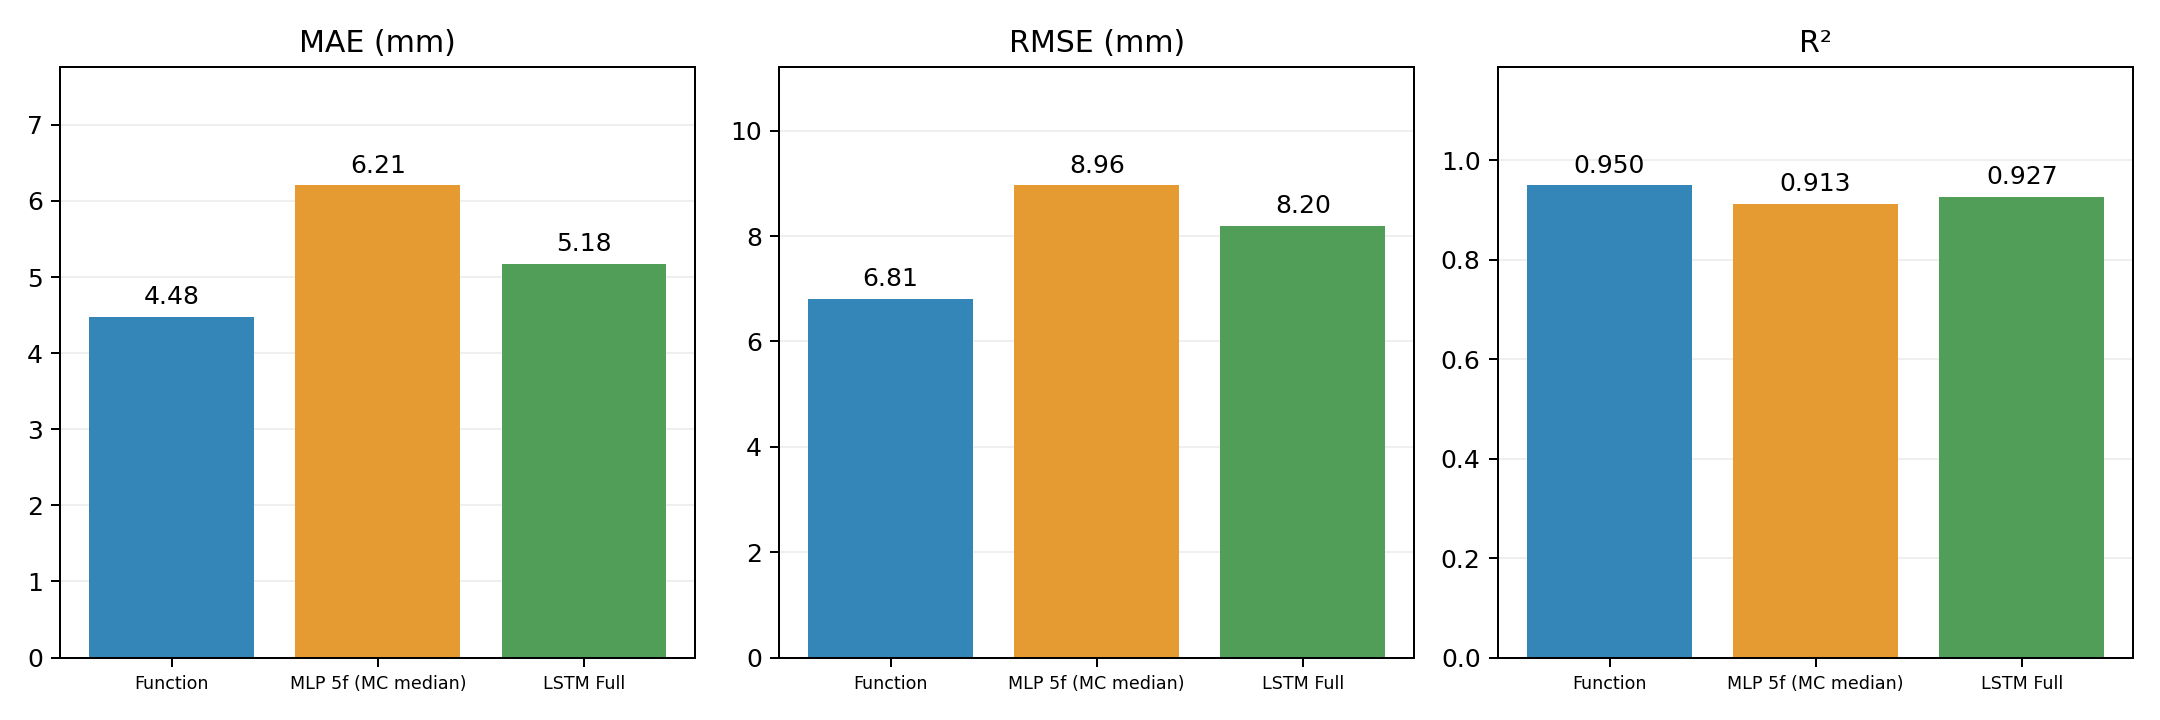 MAE (mm)
7
6
5
4
3
2
1
0
4.48
6.21
5.18
Function
MLP 5f (MC median)
LSTM Full
RMSE (mm)
10
8
6
4
2
0
6.81
8.96
8.20
Function
MLP 5f (MC median)
LSTM Full
R²
1.0
0.8
0.6
0.4
0.2
0.0
0.950
0.913
0.927
Function
MLP 5f (MC median)
LSTM Full